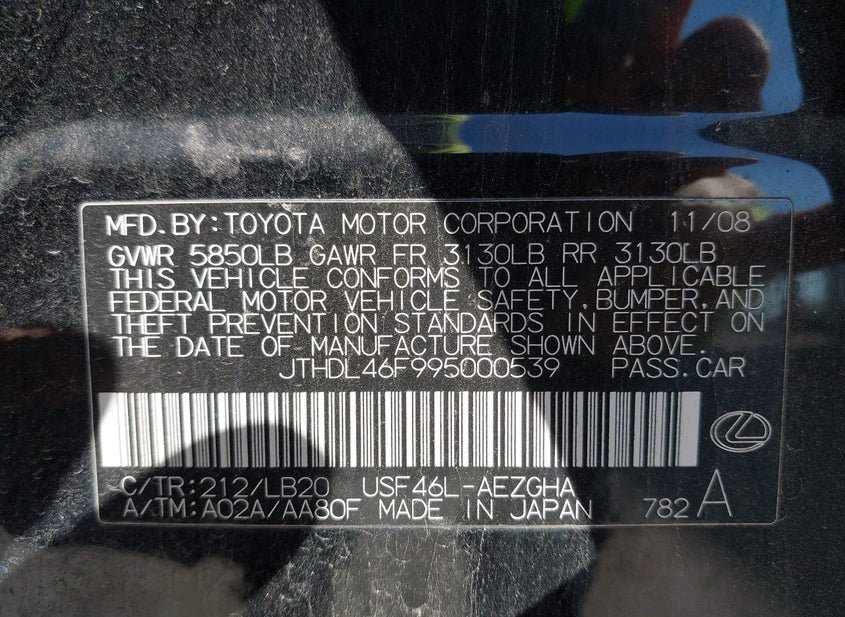 MFD.BY:TOYOTA MOTOR CORPORATION 11/08
GVWR 5850LB GAWR FR 3130LB RR 3130LB
THIS VEHICLE CONFORMS TO ALL APPLICABLE
FEDERAL MOTOR VEHICLE SAFETY,BUMPER,AND
THEFT PREVENTION STANDARDS IN EFFECT ON
THE DATE OF MANUFACTURE SHOWN ABOVE.
JTHDL46F995000539 PASS.CAR
C/TR:212/LB20 USF46L-AEZGHA
A/TM:A02A/AA80F MADE IN JAPAN 782 A